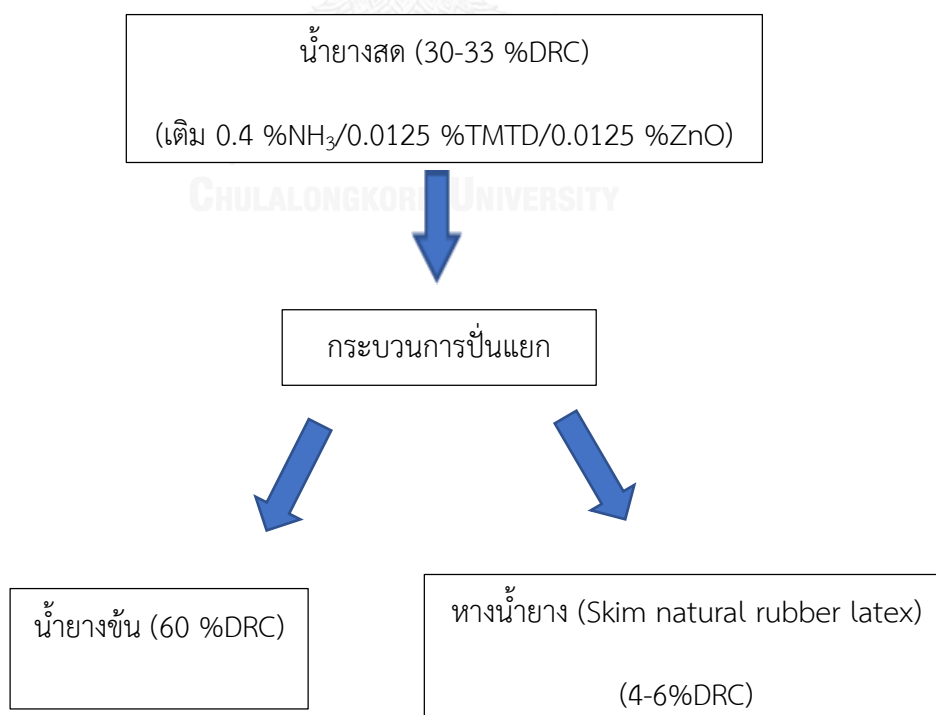 น้ำยางสด (30-33 %DRC)
(เติม 0.4 %NH₃/0.0125 %TMTD/0.0125 %ZnO)
CHULALONGKORN UNIVERSITY
กระบวนการปั่นแยก
น้ำยางข้น (60 %DRC)
หางน้ำยาง (Skim natural rubber latex)
(4-6%DRC)